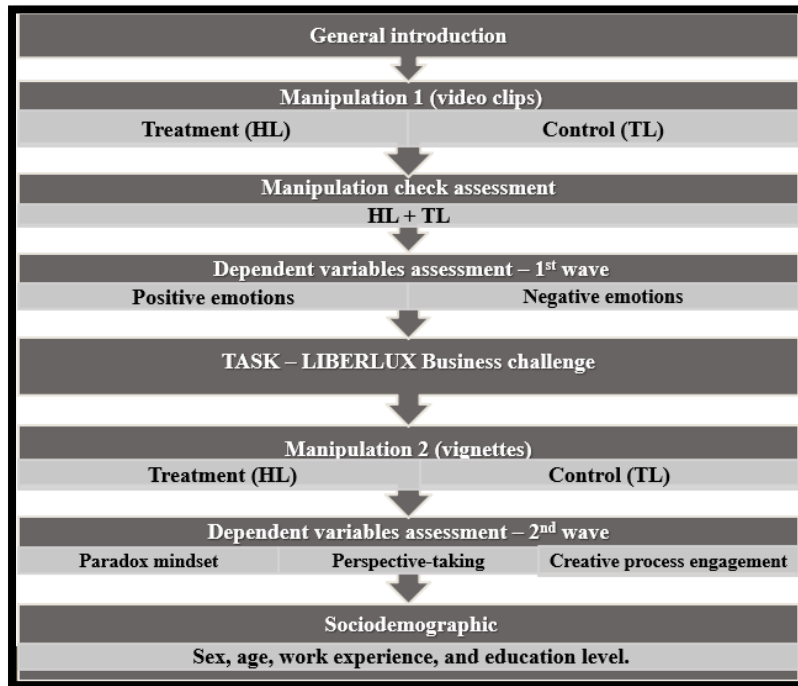 General introduction
Manipulation 1 (video clips)
Treatment (HL) Control (TL)
Manipulation check assessment
HL + TL
Dependent variables assessment – 1st wave
Positive emotions Negative emotions
TASK – LIBERLUX Business challenge
Manipulation 2 (vignettes)
Treatment (HL) Control (TL)
Dependent variables assessment – 2nd wave
Paradox mindset Perspective-taking Creative process engagement
Sociodemographic
Sex, age, work experience, and education level.